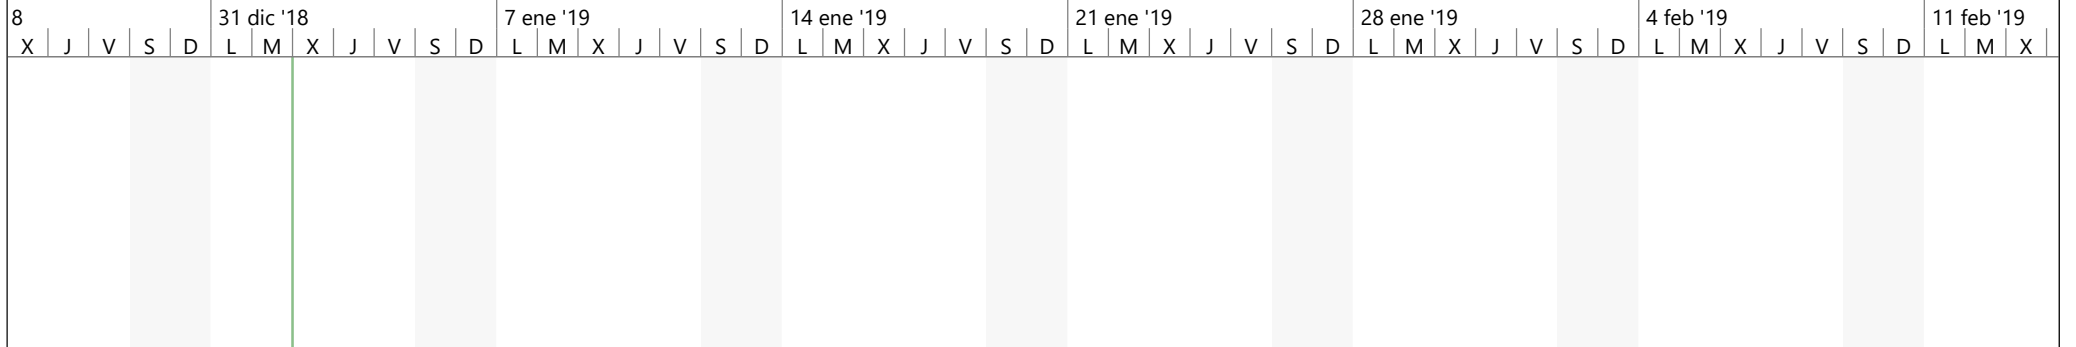 8 31 dic '18 7 ene '19 14 ene '19 21 ene '19 28 ene '19 4 feb '19 11 feb '19
X J V S D L M X J V S D L M X J V S D L M X J V S D L M X J V S D L M X J V S D L M X J V S D L M X